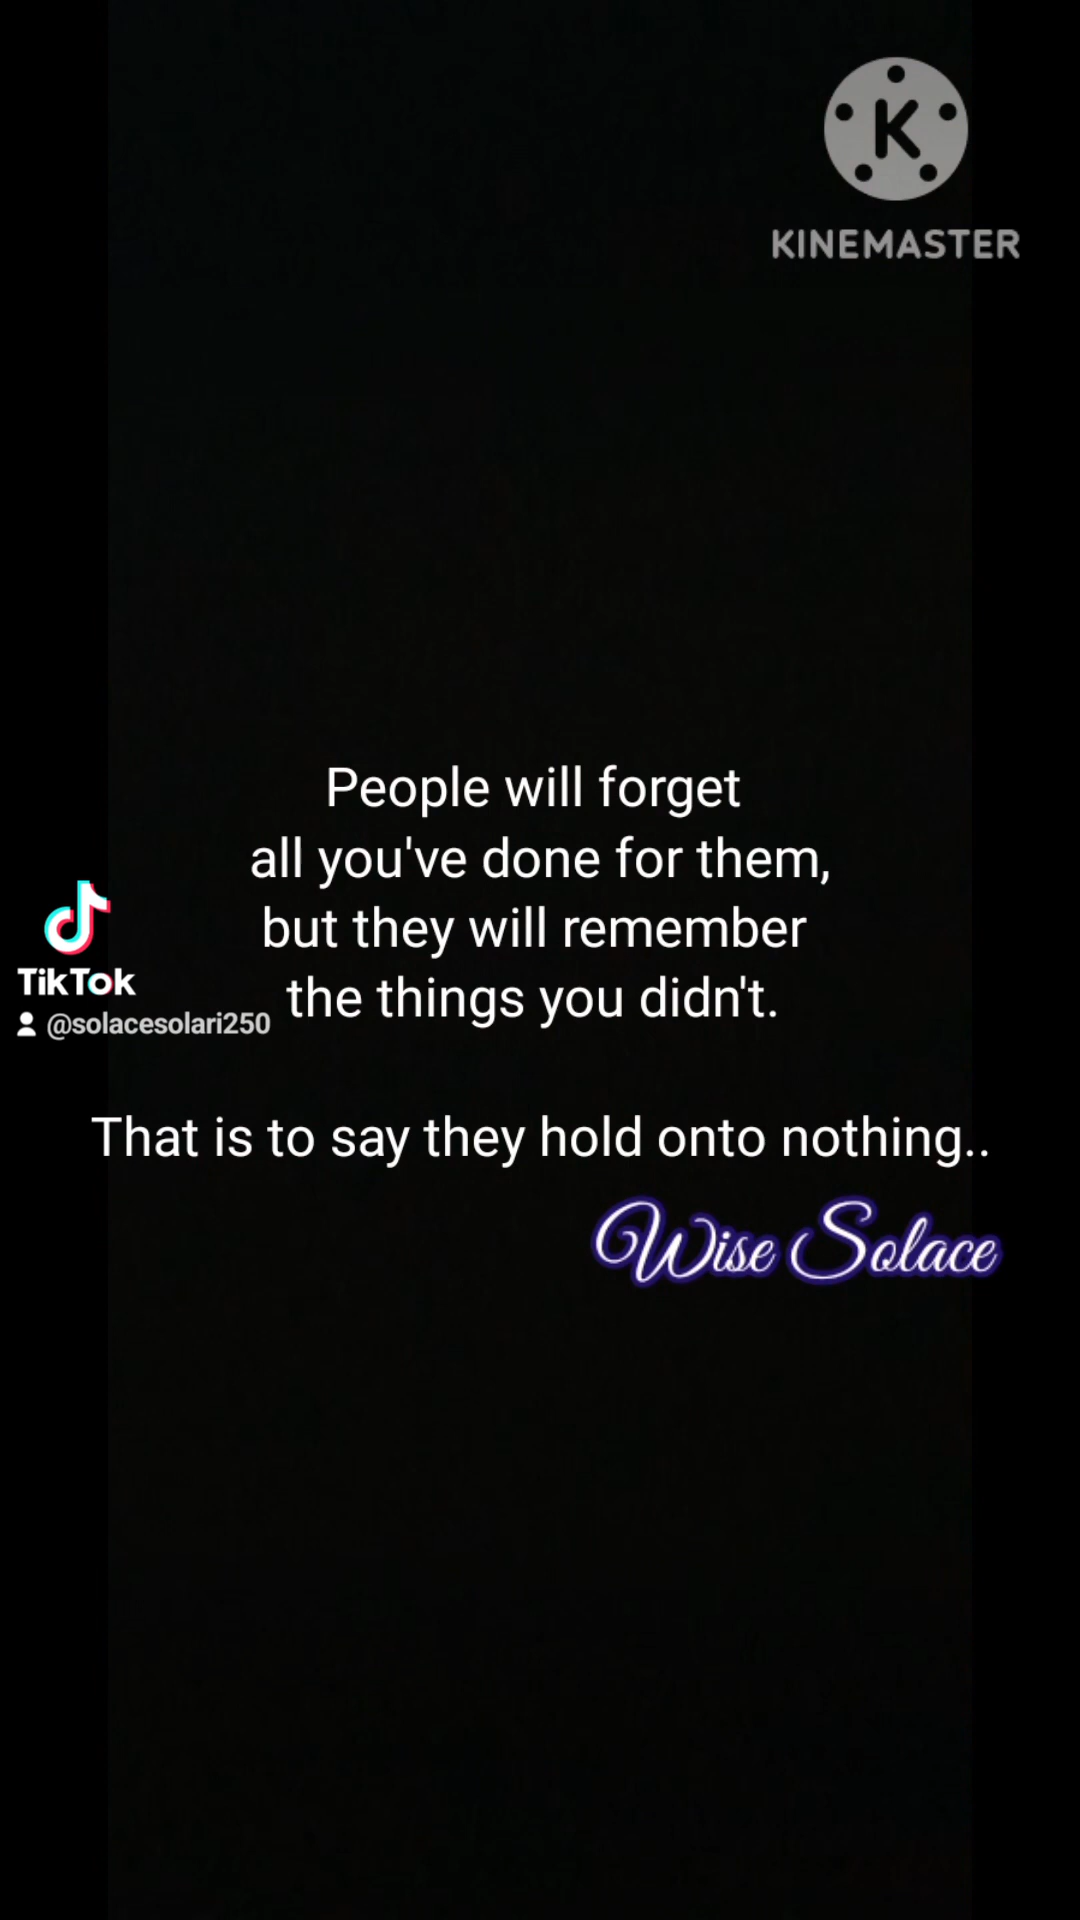 K
KINEMASTER
People will forget
all you've done for them,
but they will remember
the things you didn't.
TikTok
@solacesolari250
That is to say they hold onto nothing..
Wise Solace